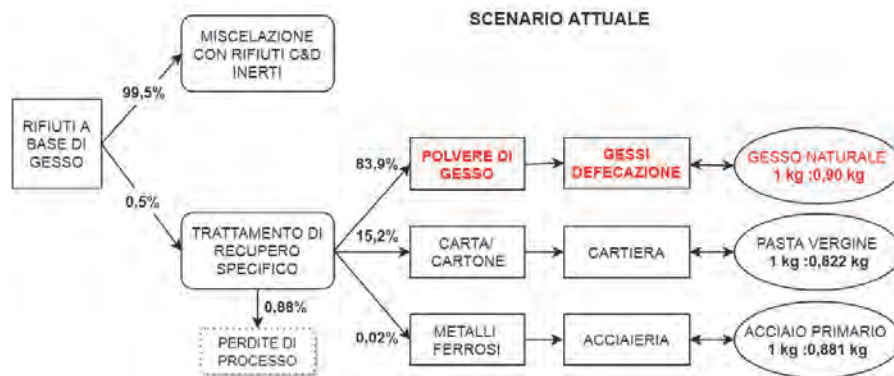 SCENARIO ATTUALE
MISCELAZIONE
CON RIFIUTI C&D
INERTI
99,5%
RIFIUTI A
BASE DI
GESSO
0,5%
83,9%
POLVERE DI
GESSO
GESSI
DEFECAZIONE
GESSO NATURALE
1 kg :0,90 kg
TRATTAMENTO DI
RECUPERO
SPECIFICO
15,2%
CARTA/
CARTONE
CARTIERA
PASTA VERGINE
1 kg :0,822 kg
0,88%
PERDITE DI
PROCESSO
0,02%
METALLI
FERROSI
ACCIAIERIA
ACCIAIO PRIMARIO
1 kg :0,881 kg